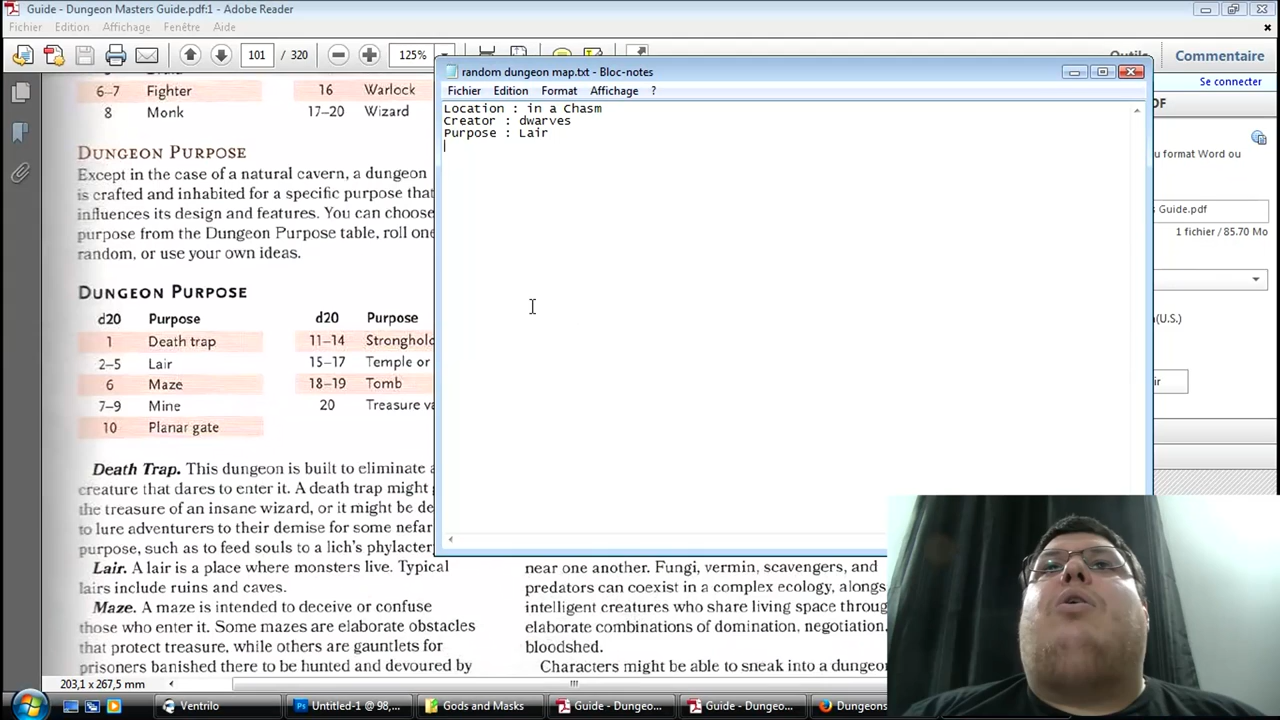 Guide - Dungeon Masters Guide.pdf:1 - Adobe Reader
Fichier Edition Affichage Fenêtre Aide
101 / 320 125% Outils Commentaire
random dungeon map.txt - Bloc-notes
Se connecter
Fichier Edition Format Affichage ?
6–7 Fighter 16 Warlock
8 Monk 17–20 Wizard
Location : in a Chasm
Creator : dwarves
Purpose : Lair
DUNGEON PURPOSE
Except in the case of a natural cavern, a dungeon
is crafted and inhabited for a specific purpose that
influences its design and features. You can choose
purpose from the Dungeon Purpose table, roll one
random, or use your own ideas.
DUNGEON PURPOSE
d20 Purpose d20 Purpose
1 Death trap 11–14 Stronghold
2–5 Lair 15–17 Temple or
6 Maze 18–19 Tomb
7–9 Mine 20 Treasure va
10 Planar gate
Death Trap. This dungeon is built to eliminate
creature that dares to enter it. A death trap might
the treasure of an insane wizard, or it might be de
to lure adventurers to their demise for some nefar
purpose, such as to feed souls to a lich's phylacter
Lair. A lair is a place where monsters live. Typical
lairs include ruins and caves.
Maze. A maze is intended to deceive or confuse
those who enter it. Some mazes are elaborate obstacles
that protect treasure, while others are gauntlets for
prisoners banished there to be hunted and devoured by
near one another. Fungi, vermin, scavengers, and
predators can coexist in a complex ecology, alongs
intelligent creatures who share living space throug
elaborate combinations of domination, negotiation,
bloodshed.
Characters might be able to sneak into a dungeo
DF
u format Word ou
s Guide.pdf
1 fichier / 85.70 Mo
(U.S.)
ir
203,1 x 267,5 mm
Ventrilo
Untitled-1 @ 98,...
Gods and Masks
Guide - Dungeo...
Guide - Dungeo...
Dungeons